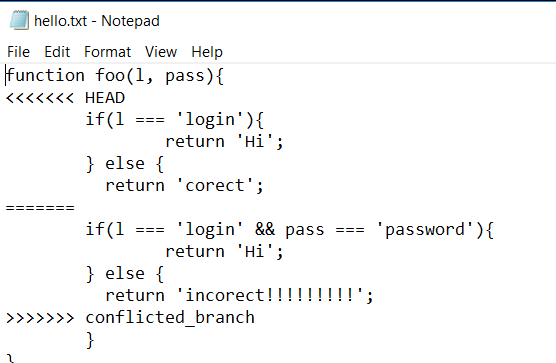 hello.txt - Notepad
File Edit Format View Help
function foo(l, pass){
<<<<<<< HEAD
        if(l === 'login'){
                return 'Hi';
        } else {
          return 'corect';
=======
        if(l === 'login' && pass === 'password'){
                return 'Hi';
        } else {
          return 'incorect!!!!!!!!!';
>>>>>>> conflicted_branch
        }
}